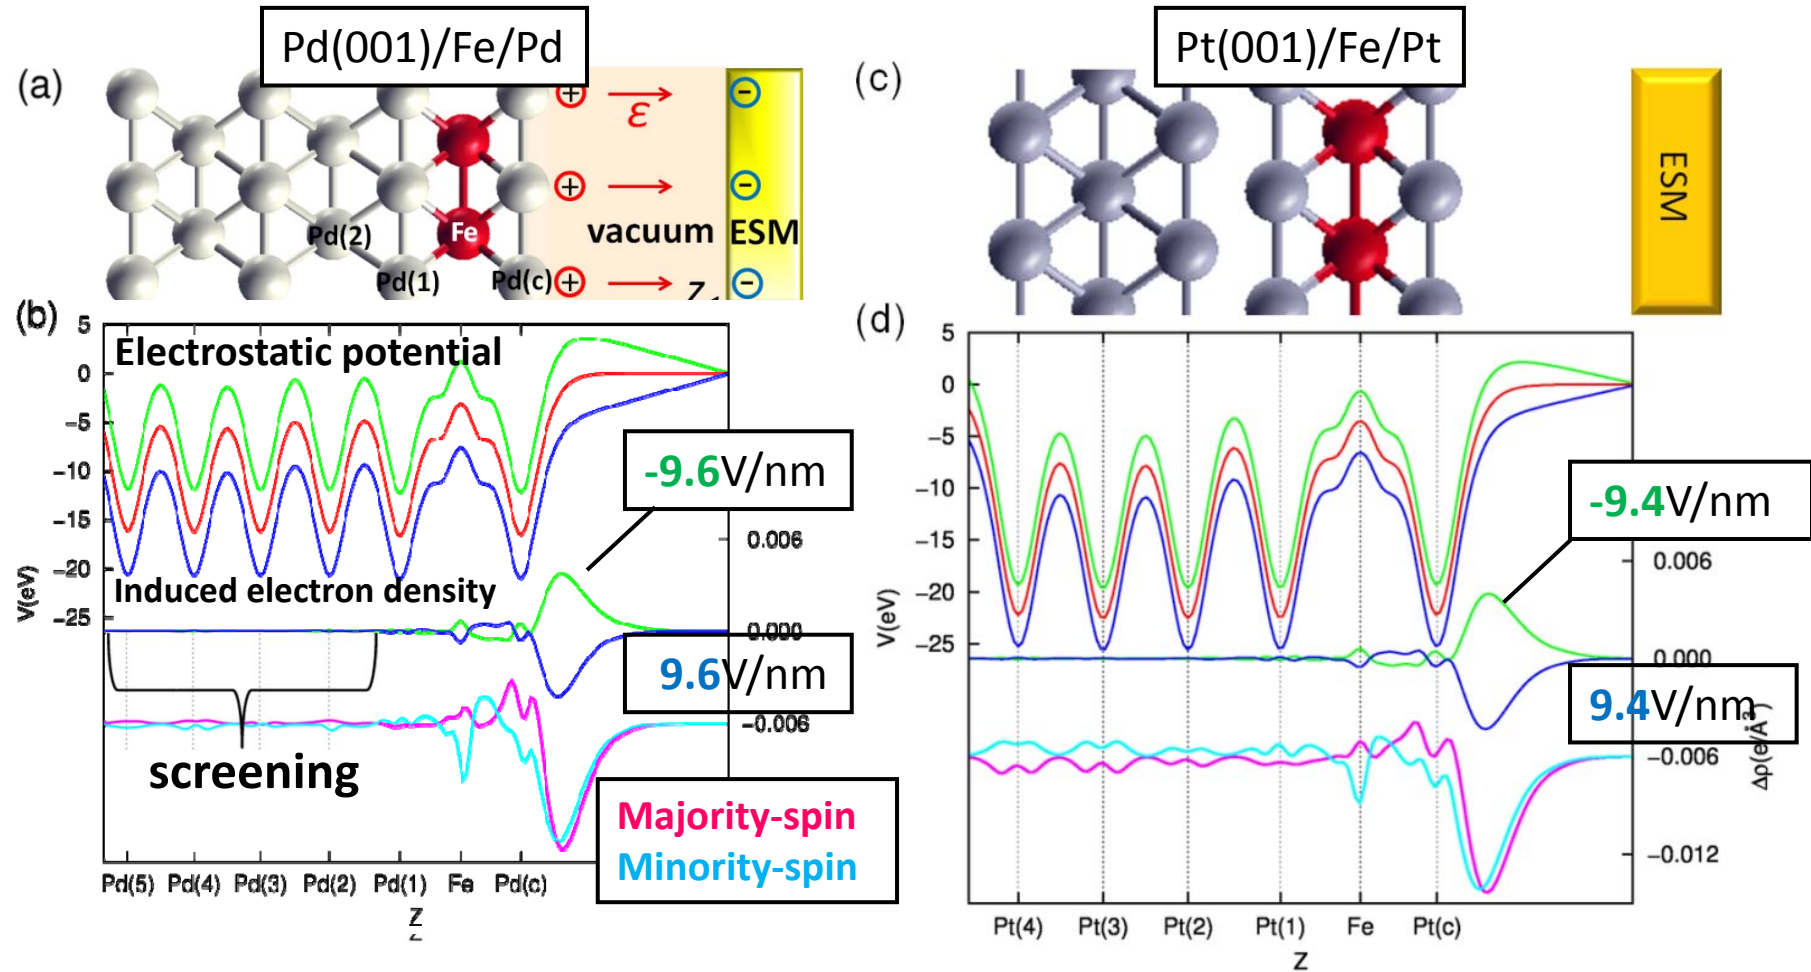 Pd(001)/Fe/Pd
(a)
+
ε
−
+
−
Pd(2)
Fe
vacuum
ESM
Pd(1)
Pd(c)
+
−
(b)
5
0
−5
−10
−15
−20
−25
V(eV)
Electrostatic potential
-9.6V/nm
0.006
Induced electron density
0.000
9.6V/nm
−0.006
screening
Majority-spin
Minority-spin
Pd(5) Pd(4) Pd(3) Pd(2) Pd(1) Fe Pd(c)
Z
Pt(001)/Fe/Pt
(c)
ESM
(d)
5
0
−5
−10
−15
−20
−25
V(eV)
-9.4V/nm
0.006
0.000
9.4V/nm
−0.006
Δρ(e/Å³)
−0.012
Pt(4) Pt(3) Pt(2) Pt(1) Fe Pt(c)
Z